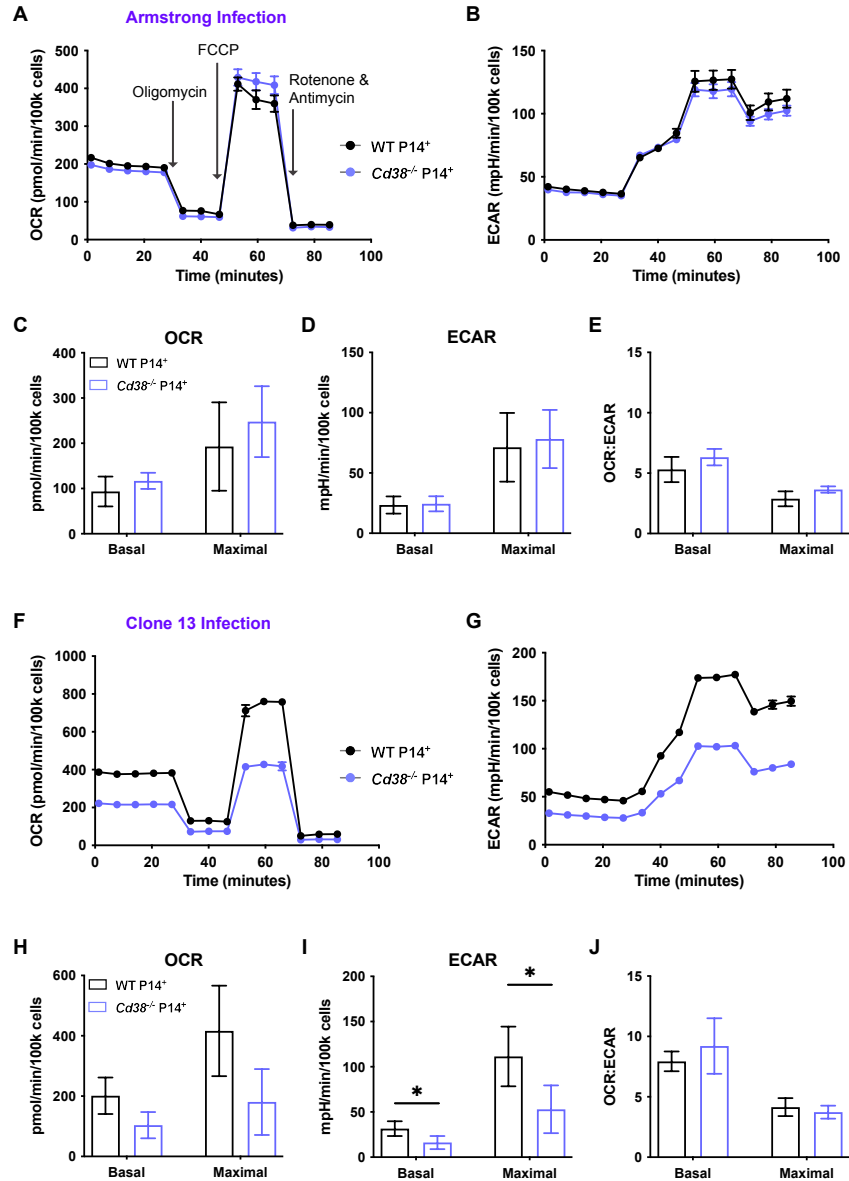 A
Armstrong Infection
OCR (pmol/min/100k cells)
500
400
300
200
100
0
0 20 40 60 80 100
Time (minutes)
Oligomycin
FCCP
Rotenone &
Antimycin
WT P14⁺
Cd38⁻/⁻ P14⁺
B
ECAR (mpH/min/100k cells)
150
100
50
0
0 20 40 60 80 100
Time (minutes)
C
OCR
pmol/min/100k cells
400
300
200
100
0
WT P14⁺
Cd38⁻/⁻ P14⁺
Basal Maximal
D
ECAR
mpH/min/100k cells
150
100
50
0
Basal Maximal
E
OCR:ECAR
15
10
5
0
Basal Maximal
F
Clone 13 Infection
OCR (pmol/min/100k cells)
1000
800
600
400
200
0
0 20 40 60 80 100
Time (minutes)
WT P14⁺
Cd38⁻/⁻ P14⁺
G
ECAR (mpH/min/100k cells)
200
150
100
50
0
0 20 40 60 80 100
Time (minutes)
H
OCR
pmol/min/100k cells
600
400
200
0
WT P14⁺
Cd38⁻/⁻ P14⁺
Basal Maximal
I
ECAR
mpH/min/100k cells
200
150
100
50
0
*
*
Basal Maximal
J
OCR:ECAR
15
10
5
0
Basal Maximal